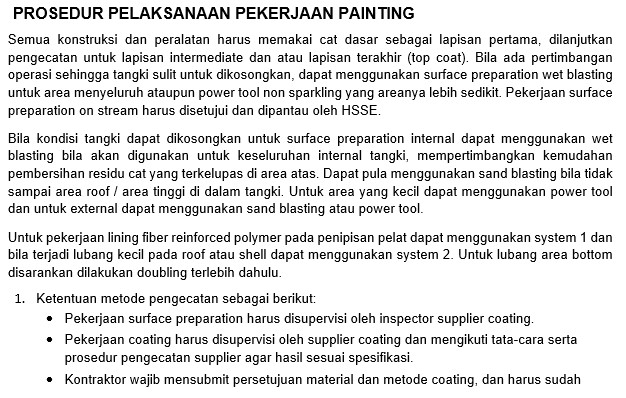 PROSEDUR PELAKSANAAN PEKERJAAN PAINTING
Semua konstruksi dan peralatan harus memakai cat dasar sebagai lapisan pertama, dilanjutkan
pengecatan untuk lapisan intermediate dan atau lapisan terakhir (top coat). Bila ada pertimbangan
operasi sehingga tangki sulit untuk dikosongkan, dapat menggunakan surface preparation wet blasting
untuk area menyeluruh ataupun power tool non sparkling yang areanya lebih sedikit. Pekerjaan surface
preparation on stream harus disetujui dan dipantau oleh HSSE.
Bila kondisi tangki dapat dikosongkan untuk surface preparation internal dapat menggunakan wet
blasting bila akan digunakan untuk keseluruhan internal tangki, mempertimbangkan kemudahan
pembersihan residu cat yang terkelupas di area atas. Dapat pula menggunakan sand blasting bila tidak
sampai area roof / area tinggi di dalam tangki. Untuk area yang kecil dapat menggunakan power tool
dan untuk external dapat menggunakan sand blasting atau power tool.
Untuk pekerjaan lining fiber reinforced polymer pada penipisan pelat dapat menggunakan system 1 dan
bila terjadi lubang kecil pada roof atau shell dapat menggunakan system 2. Untuk lubang area bottom
disarankan dilakukan doubling terlebih dahulu.
1. Ketentuan metode pengecatan sebagai berikut:
• Pekerjaan surface preparation harus disupervisi oleh inspector supplier coating.
• Pekerjaan coating harus disupervisi oleh supplier coating dan mengikuti tata-cara serta
prosedur pengecatan supplier agar hasil sesuai spesifikasi.
• Kontraktor wajib mensubmit persetujuan material dan metode coating, dan harus sudah